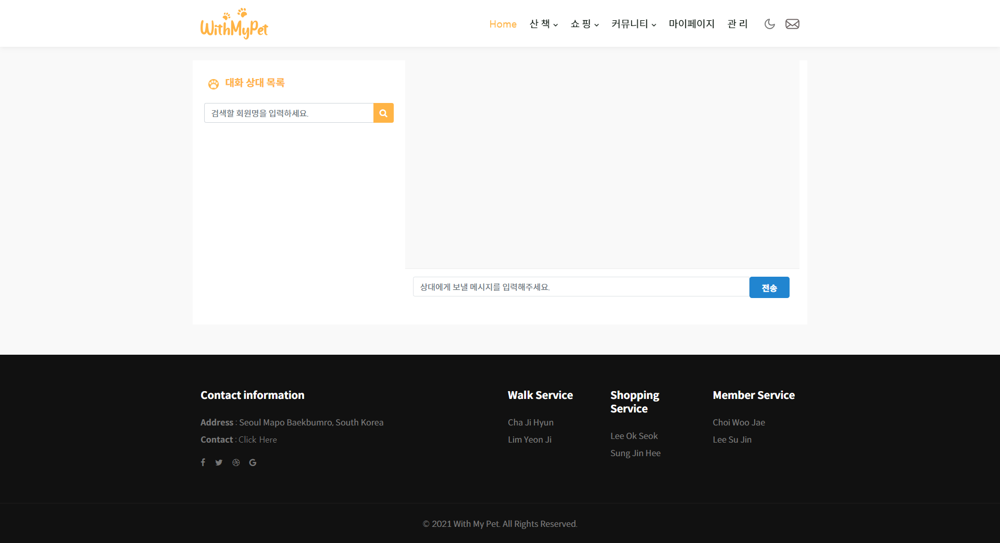 WithMyPet
Home 산 책 쇼 핑 커뮤니티 마이페이지 관 리
대화 상대 목록
검색할 회원명을 입력하세요.
상대에게 보낼 메시지를 입력해주세요.
전송
Contact information
Address : Seoul Mapo Baekbumro, South Korea
Contact : Click Here
Walk Service
Cha Ji Hyun
Lim Yeon Ji
Shopping
Service
Lee Ok Seok
Sung Jin Hee
Member Service
Choi Woo Jae
Lee Su Jin
© 2021 With My Pet. All Rights Reserved.